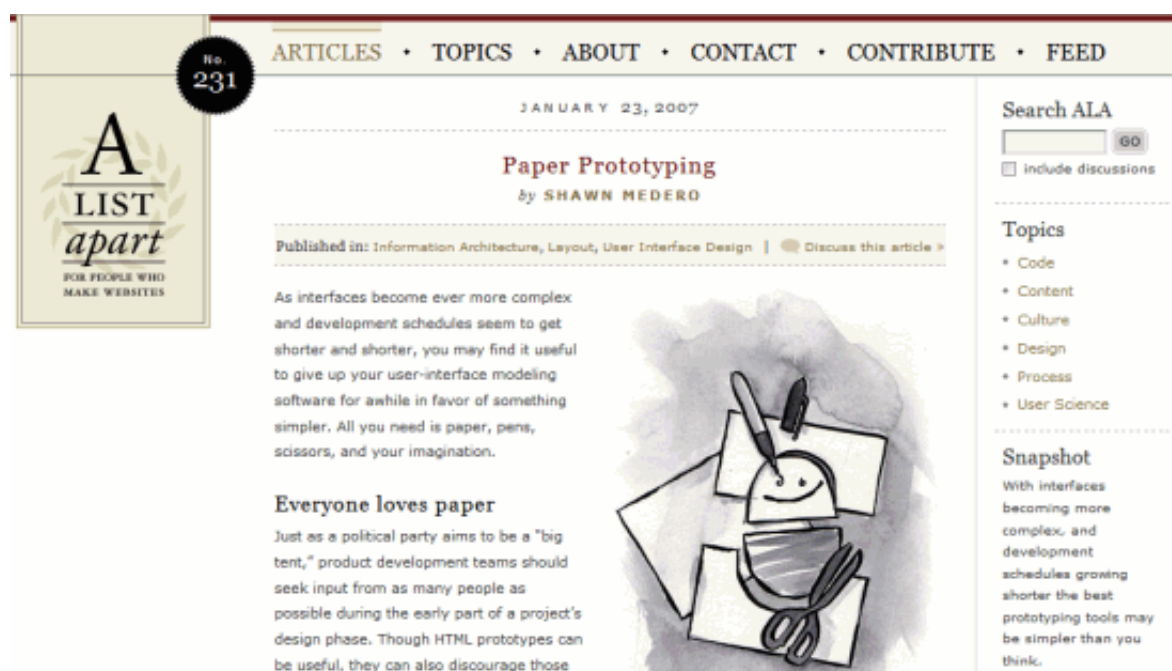 ARTICLES • TOPICS • ABOUT • CONTACT • CONTRIBUTE • FEED
No.
231
A
LIST
apart
FOR PEOPLE WHO
MAKE WEBSITES
JANUARY 23, 2007
Paper Prototyping
by SHAWN MEDERO
Published in: Information Architecture, Layout, User Interface Design | Discuss this article »
As interfaces become ever more complex
and development schedules seem to get
shorter and shorter, you may find it useful
to give up your user-interface modeling
software for awhile in favor of something
simpler. All you need is paper, pens,
scissors, and your imagination.
Everyone loves paper
Just as a political party aims to be a "big
tent," product development teams should
seek input from as many people as
possible during the early part of a project's
design phase. Though HTML prototypes can
be useful, they can also discourage those
Search ALA
GO
include discussions
Topics
• Code
• Content
• Culture
• Design
• Process
• User Science
Snapshot
With interfaces
becoming more
complex, and
development
schedules growing
shorter the best
prototyping tools may
be simpler than you
think.